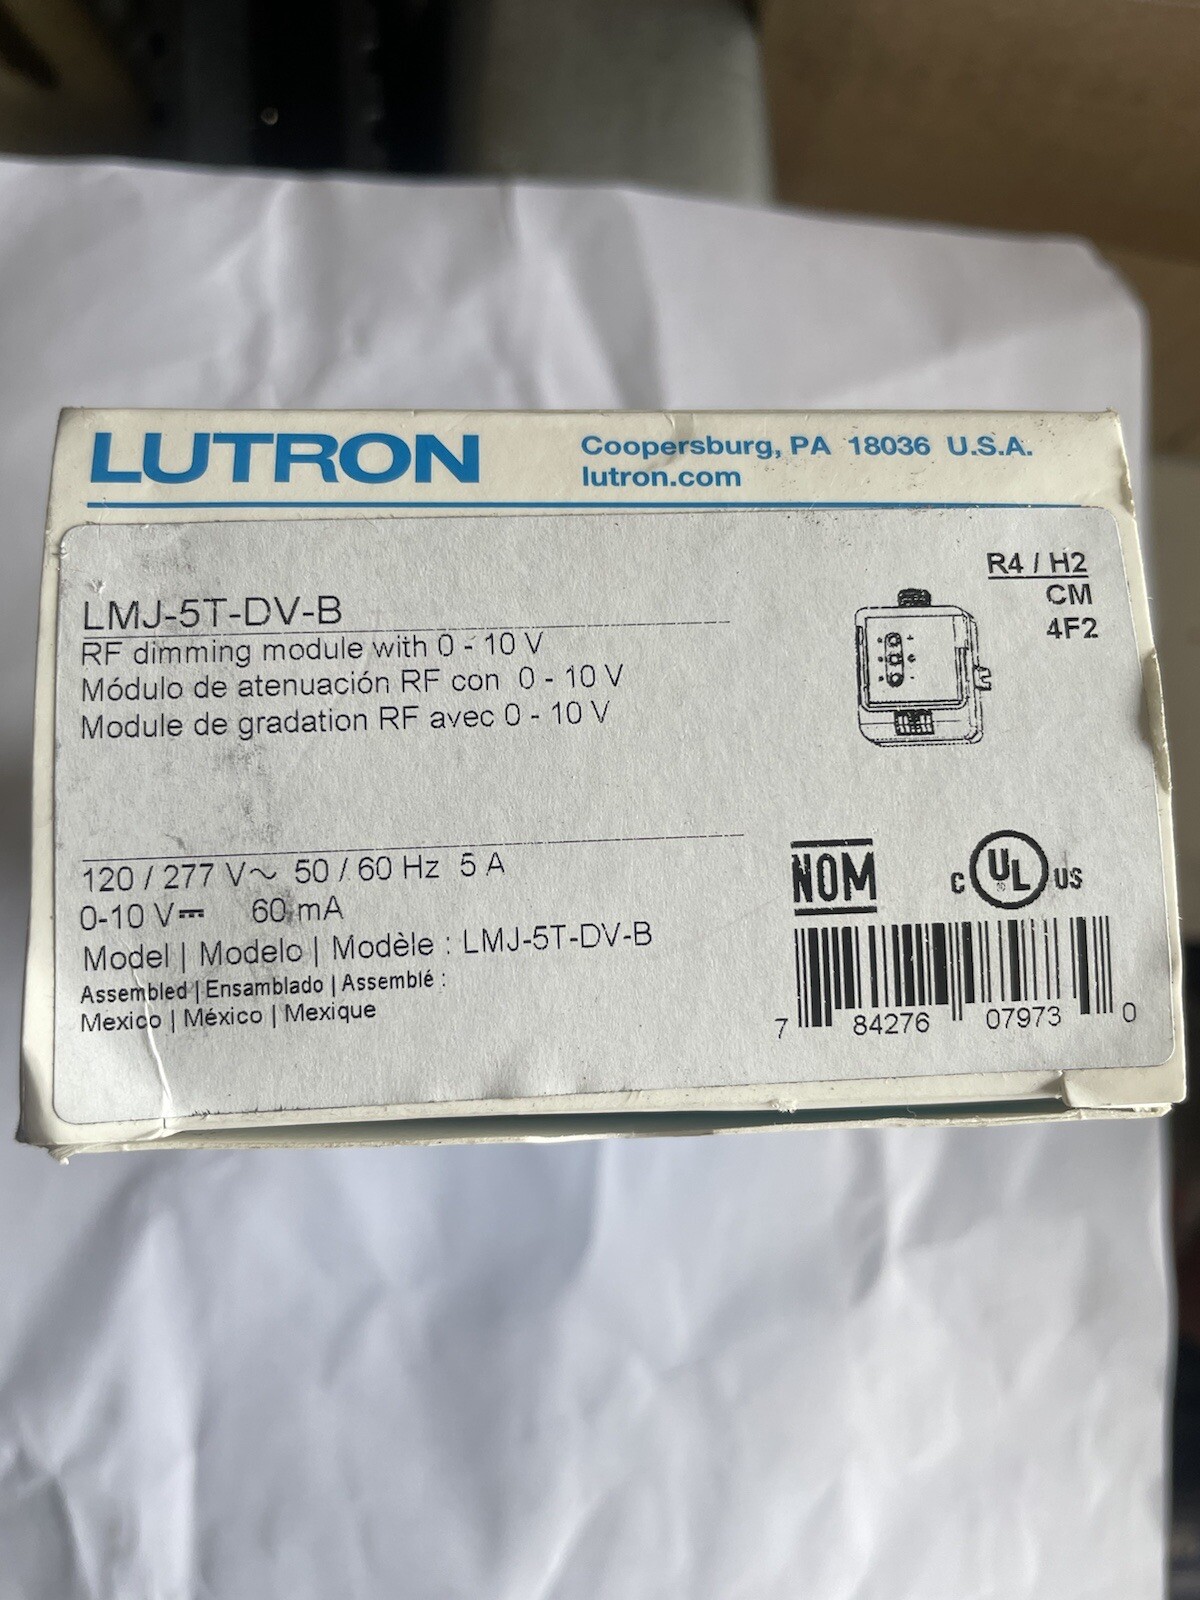 LUTRON
Coopersburg, PA 18036 U.S.A.
lutron.com
R4 / H2
CM
4F2
LMJ-5T-DV-B
RF dimming module with 0 - 10 V
Módulo de atenuación RF con 0 - 10 V
Module de gradation RF avec 0 - 10 V
120 / 277 V~ 50 / 60 Hz 5 A
0-10 V⎓ 60 mA
Model | Modelo | Modèle : LMJ-5T-DV-B
Assembled | Ensamblado | Assemblé :
Mexico | México | Mexique
NOM
C UL US
7 84276 07973 0